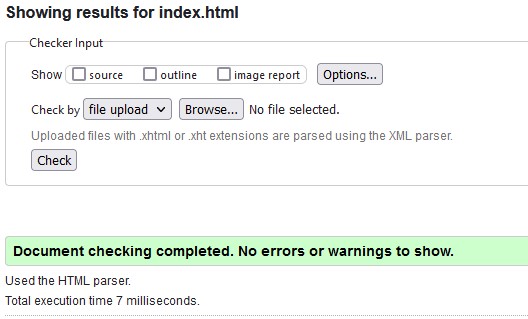 Showing results for index.html
Checker Input
Show source outline image report Options...
Check by file upload Browse... No file selected.
Uploaded files with .xhtml or .xht extensions are parsed using the XML parser.
Check
Document checking completed. No errors or warnings to show.
Used the HTML parser.
Total execution time 7 milliseconds.